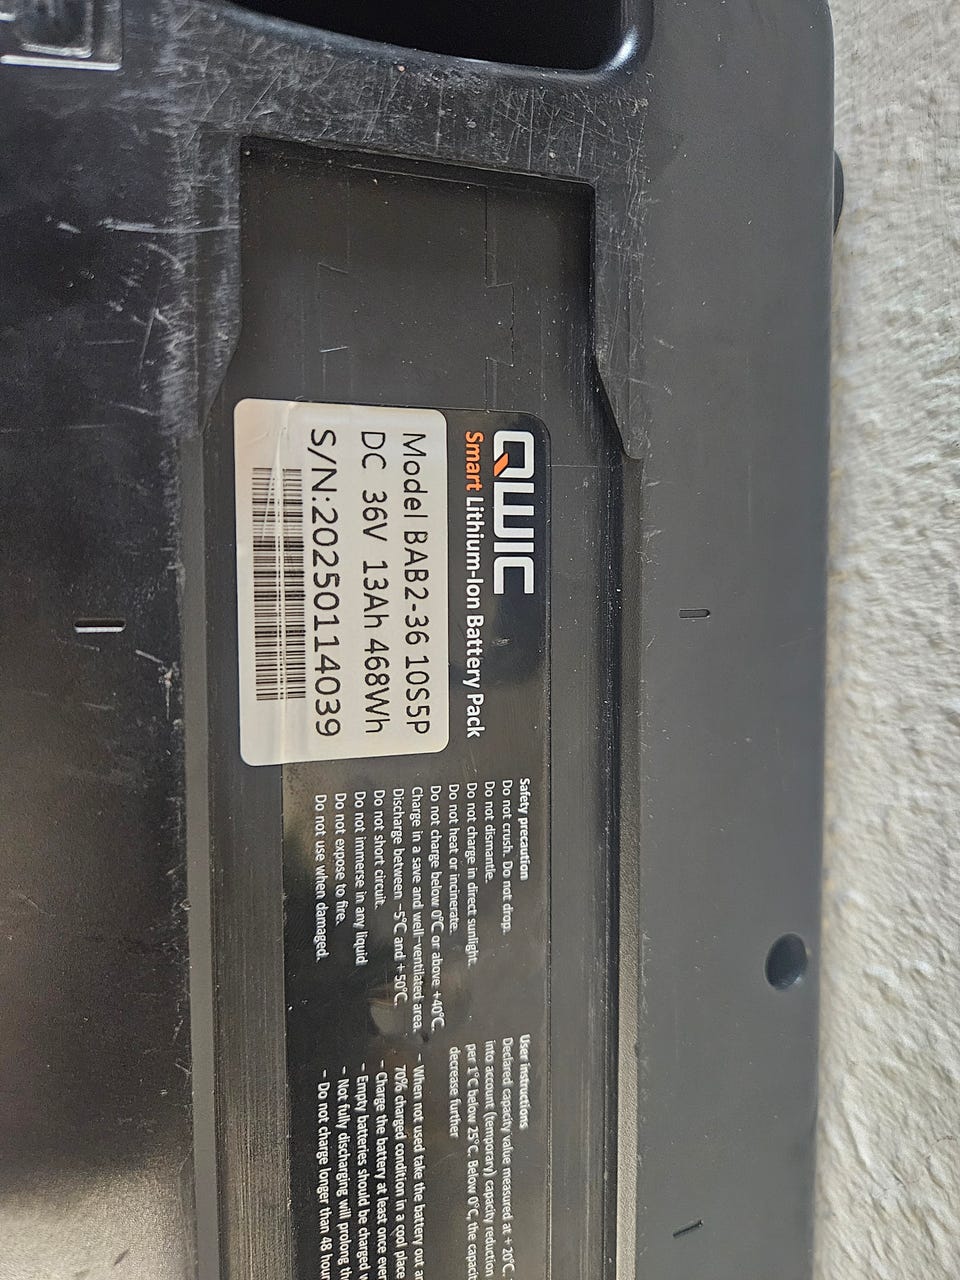 QWIC
Smart Lithium-Ion Battery Pack
Model BAB2-36 10S5P
DC 36V 13Ah 468Wh
S/N:20250114039
Safety precaution
Do not crush. Do not drop.
Do not dismantle.
Do not charge in direct sunlight.
Do not heat or incinerate.
Do not charge below 0°C or above +40°C.
Charge in a save and well-ventilated area.
Discharge between -5°C and +50°C.
Do not short circuit.
Do not immerse in any liquid
Do not expose to fire.
Do not use when damaged.
User instructions
Declared capacity value measured at + 20°C.
into account (temporary) capacity reduction
per 1°C below 25°C. Below 0°C, the
decrease further
- When not used take the battery out
70% charged condition in a cool place
- Charge the battery at least once
- Empty batteries should be charged
- Not fully discharging will prolong
- Do not charge longer than 48